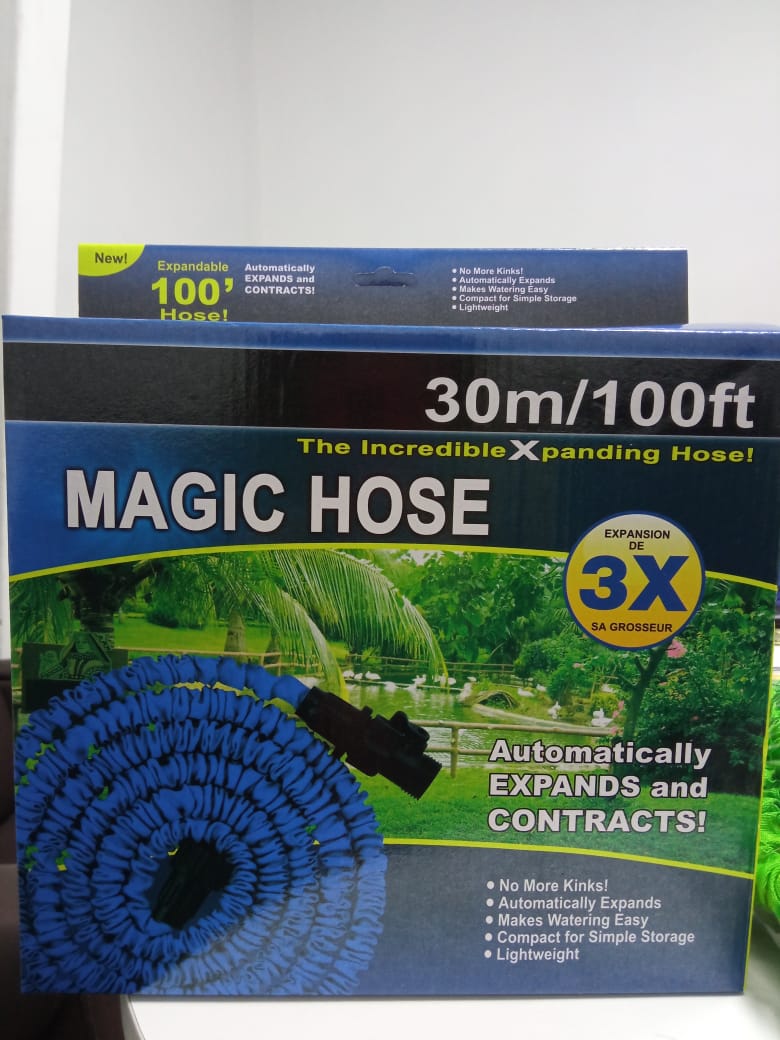 New!
Expandable
100’
Hose!
Automatically
EXPANDS and
CONTRACTS!
• No More Kinks!
• Automatically Expands
• Makes Watering Easy
• Compact for Simple Storage
• Lightweight
30m/100ft
The Incredible Xpanding Hose!
MAGIC HOSE
EXPANSION
DE
3X
SA GROSSEUR
Automatically
EXPANDS and
CONTRACTS!
• No More Kinks!
• Automatically Expands
• Makes Watering Easy
• Compact for Simple Storage
• Lightweight